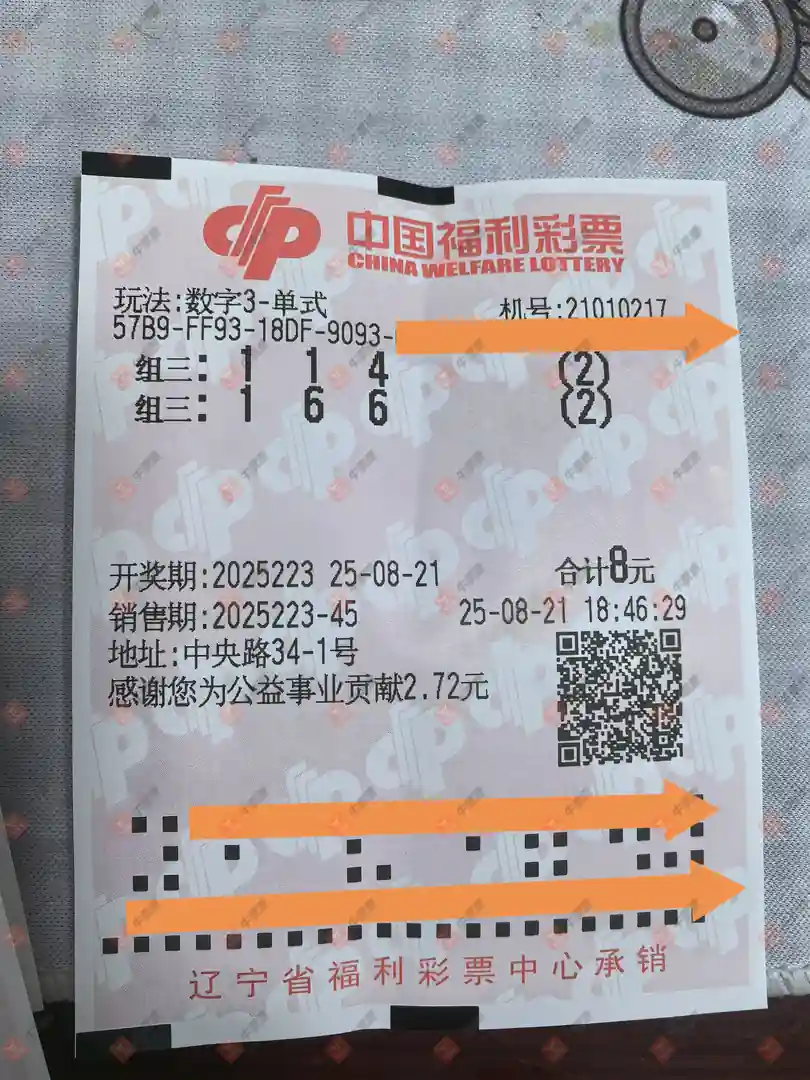 中国福利彩票
CHINA WELFARE LOTTERY
玩法:数字3-单式 机号:21010217
57B9-FF93-18DF-9093-
组三: 1 1 4 (2)
组三: 1 6 6 (2)
开奖期:2025223 25-08-21 合计8元
销售期:2025223-45 25-08-21 18:46:29
地址:中央路34-1号
感谢您为公益事业贡献2.72元
辽宁省福利彩票中心承销